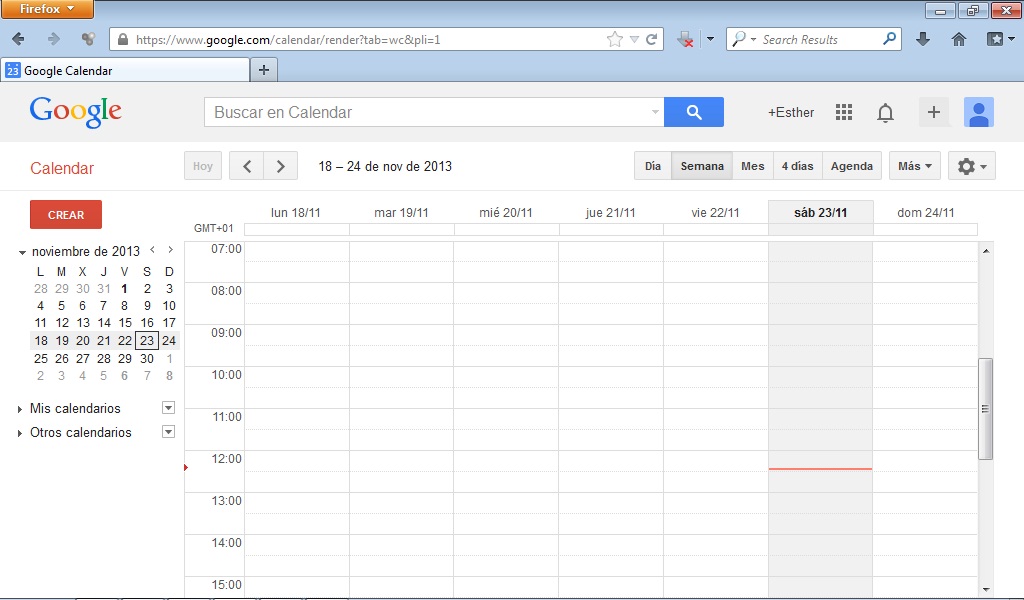 Firefox
https://www.google.com/calendar/render?tab=wc&pli=1
Search Results
23 Google Calendar
Google
Buscar en Calendar
+Esther
Calendar
Hoy
18 – 24 de nov de 2013
Día Semana Mes 4 días Agenda
Más
CREAR
noviembre de 2013
L M X J V S D
28 29 30 31 1 2 3
4 5 6 7 8 9 10
11 12 13 14 15 16 17
18 19 20 21 22 23 24
25 26 27 28 29 30 1
2 3 4 5 6 7 8
Mis calendarios
Otros calendarios
lun 18/11 mar 19/11 mié 20/11 jue 21/11 vie 22/11 sáb 23/11 dom 24/11
GMT+01
07:00
08:00
09:00
10:00
11:00
12:00
13:00
14:00
15:00